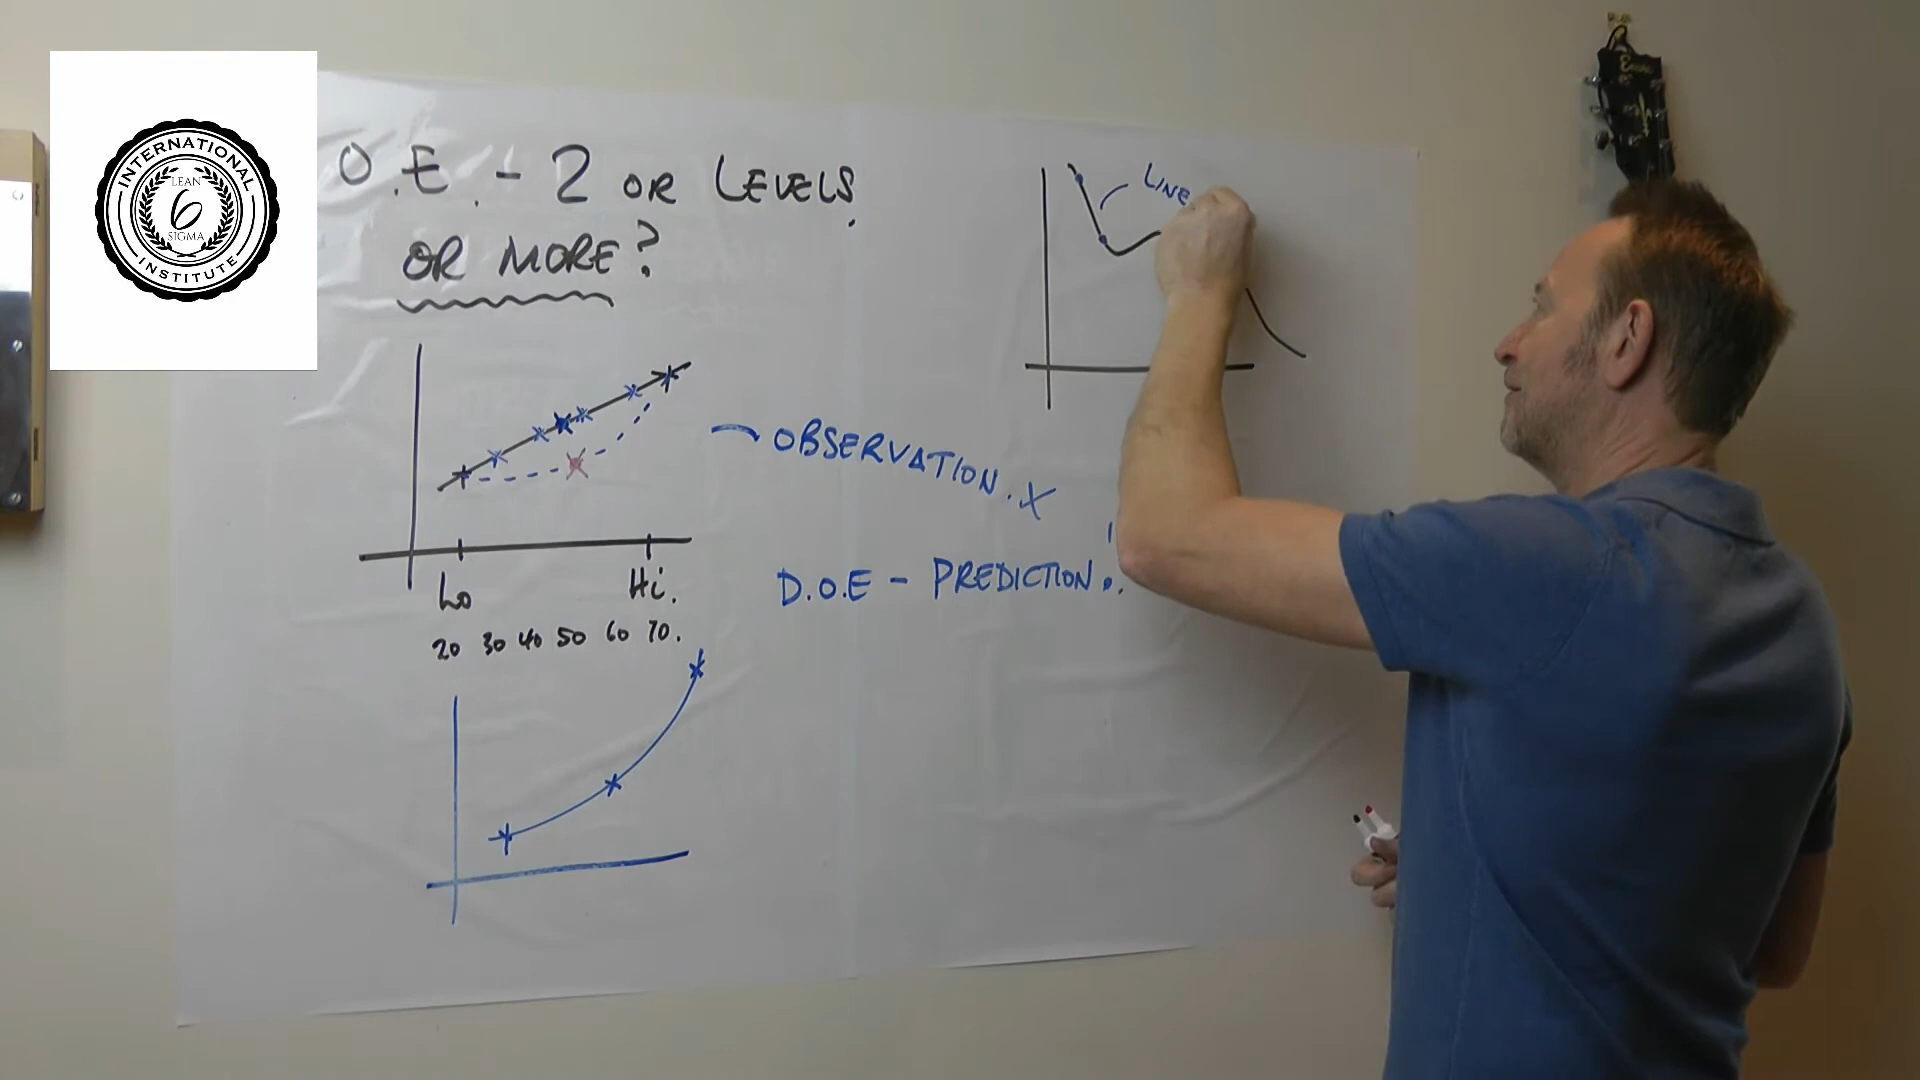 INTERNATIONAL
LEAN
6
SIGMA
INSTITUTE
O.E. - 2 OR LEVELS.
OR MORE?
LINE
OBSERVATION. X
D.O.E - PREDICTION!
Lo Hi.
20 30 40 50 60 70.